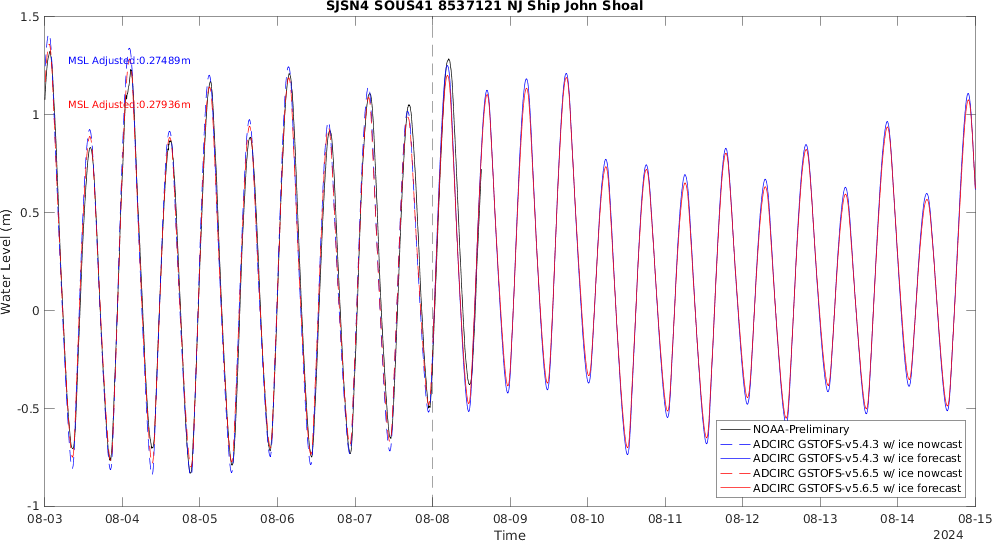 SJSN4 SOUS41 8537121 NJ Ship John Shoal
MSL Adjusted:0.27489m
MSL Adjusted:0.27936m
Water Level (m)
1.5
1
0.5
0
-0.5
-1
NOAA-Preliminary
ADCIRC GSTOFS-v5.4.3 w/ ice nowcast
ADCIRC GSTOFS-v5.4.3 w/ ice forecast
ADCIRC GSTOFS-v5.6.5 w/ ice nowcast
ADCIRC GSTOFS-v5.6.5 w/ ice forecast
08-03 08-04 08-05 08-06 08-07 08-08 08-09 08-10 08-11 08-12 08-13 08-14 08-15
Time
2024